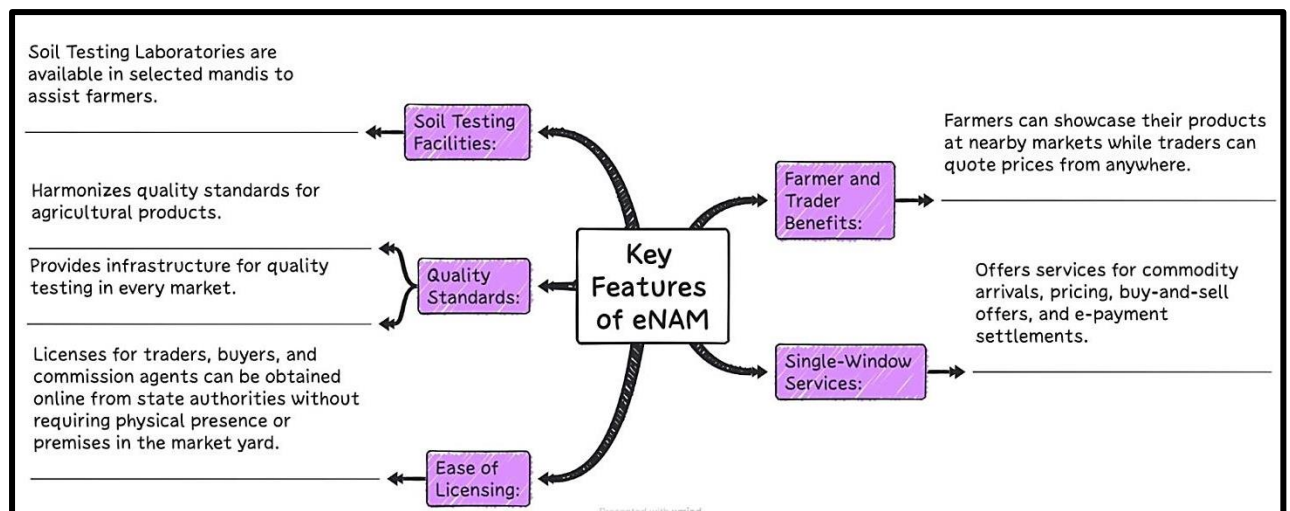 Soil Testing Laboratories are
available in selected mandis to
assist farmers.
Soil Testing
Facilities:
Harmonizes quality standards for
agricultural products.
Provides infrastructure for quality
testing in every market.
Quality
Standards:
Licenses for traders, buyers, and
commission agents can be obtained
online from state authorities without
requiring physical presence or
premises in the market yard.
Ease of
Licensing:
Key
Features
of eNAM
Farmer and
Trader
Benefits:
Farmers can showcase their products
at nearby markets while traders can
quote prices from anywhere.
Single-Window
Services:
Offers services for commodity
arrivals, pricing, buy-and-sell
offers, and e-payment
settlements.